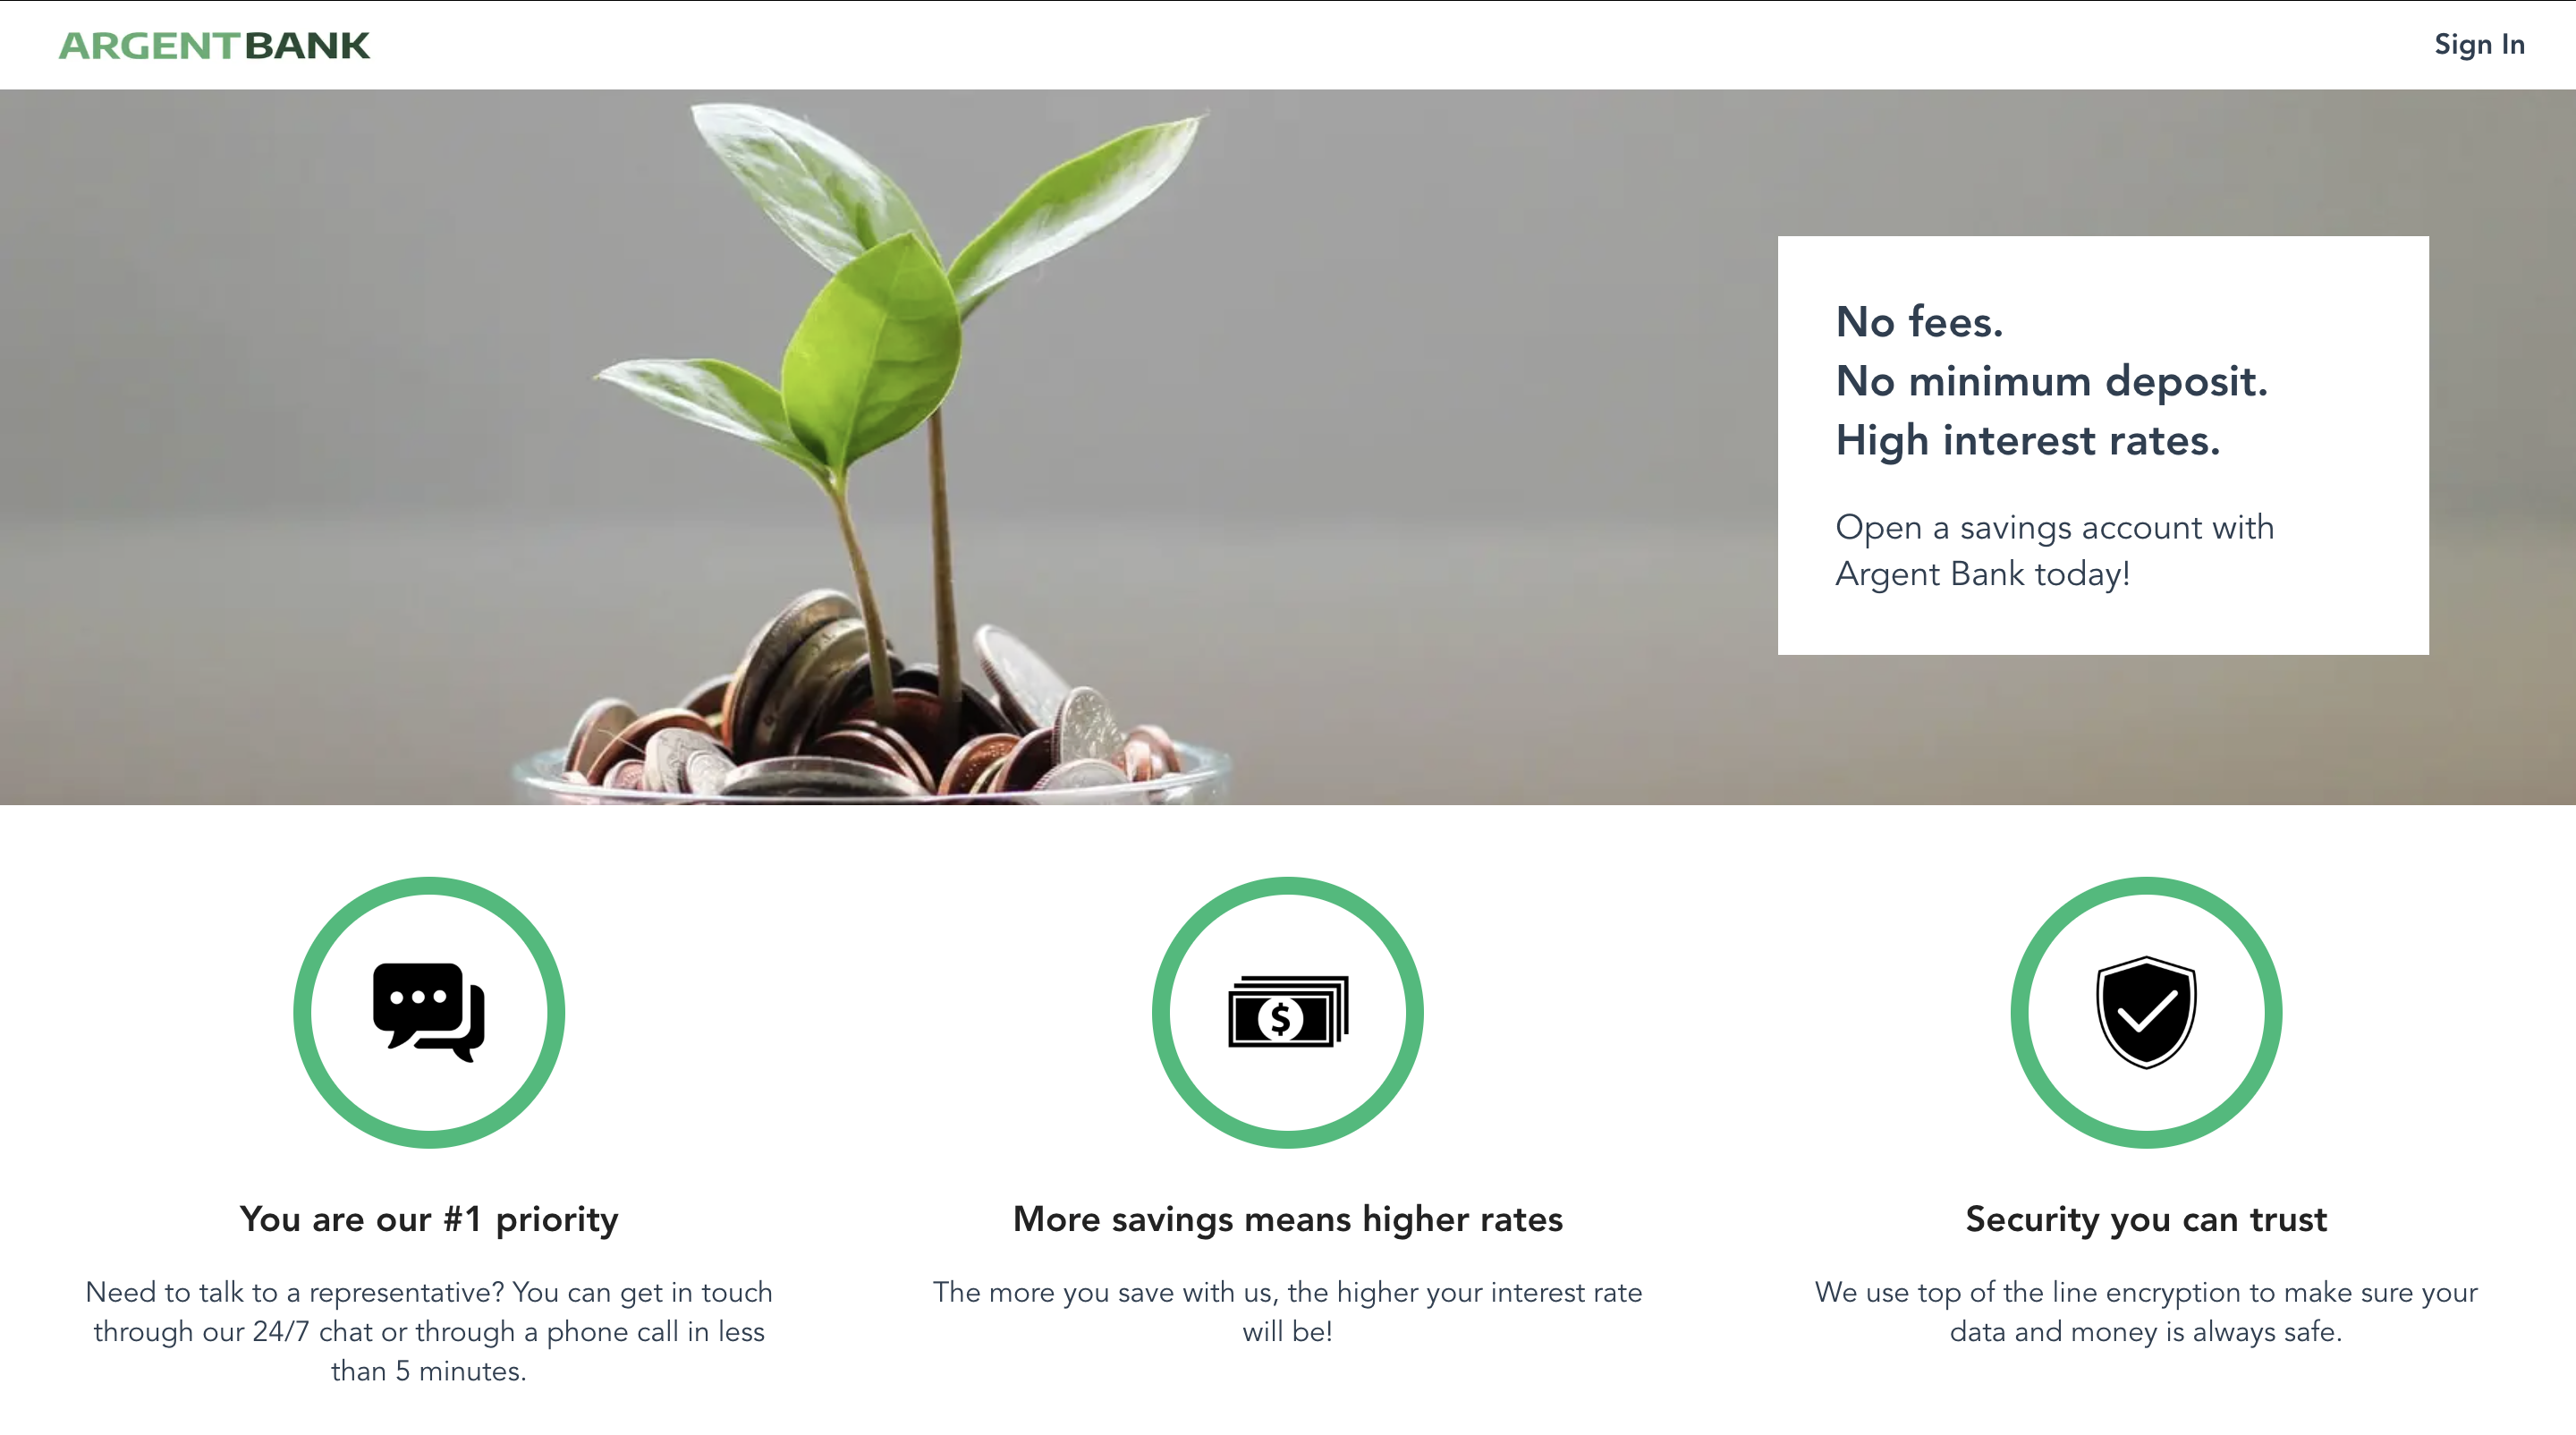 ARGENTBANK
Sign In
No fees.
No minimum deposit.
High interest rates.
Open a savings account with
Argent Bank today!
$
You are our #1 priority
Need to talk to a representative? You can get in touch
through our 24/7 chat or through a phone call in less
than 5 minutes.
More savings means higher rates
The more you save with us, the higher your interest rate
will be!
Security you can trust
We use top of the line encryption to make sure your
data and money is always safe.